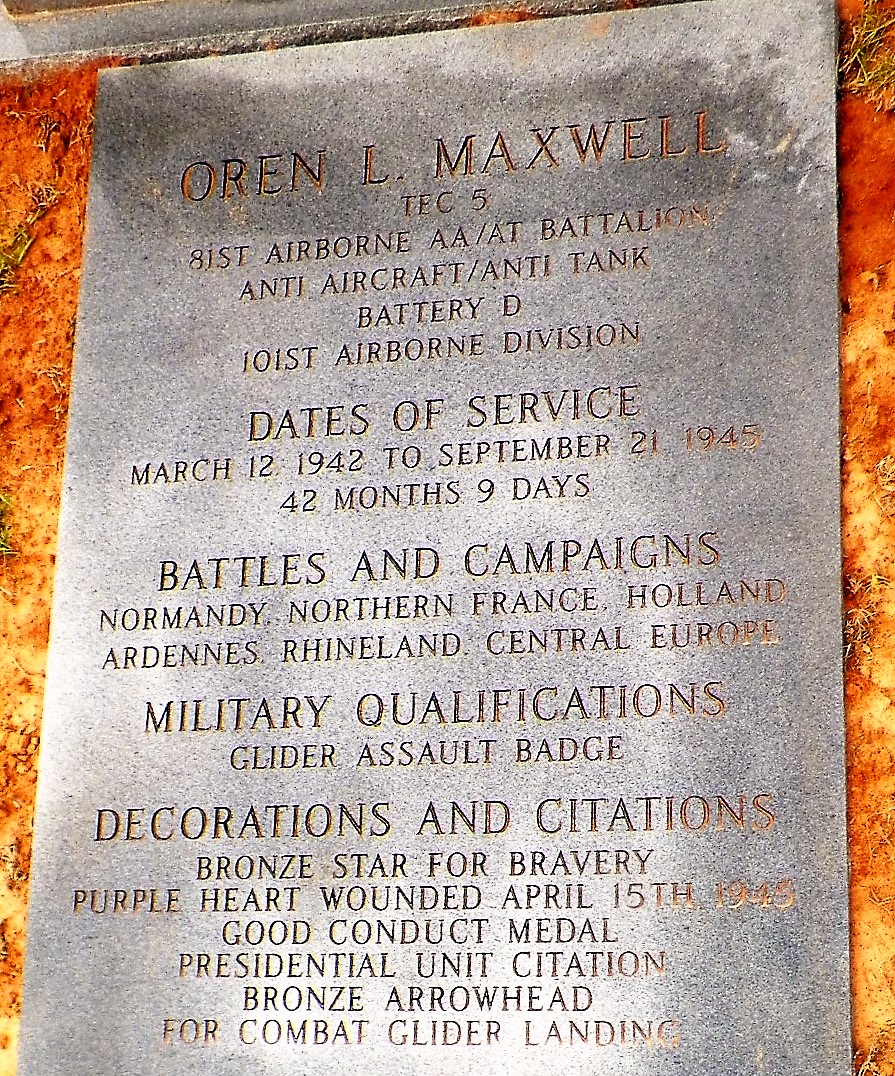 OREN L. MAXWELL
TEC 5
81ST AIRBORNE AA/AT BATTALION,
ANTI AIRCRAFT/ANTI TANK
BATTERY D
101ST AIRBORNE DIVISION
DATES OF SERVICE
MARCH 12, 1942 TO SEPTEMBER 21, 1945
42 MONTHS 9 DAYS
BATTLES AND CAMPAIGNS
NORMANDY, NORTHERN FRANCE, HOLLAND
ARDENNES, RHINELAND, CENTRAL EUROPE
MILITARY QUALIFICATIONS
GLIDER ASSAULT BADGE
DECORATIONS AND CITATIONS
BRONZE STAR FOR BRAVERY
PURPLE HEART WOUNDED APRIL 15TH, 1945
GOOD CONDUCT MEDAL
PRESIDENTIAL UNIT CITATION
BRONZE ARROWHEAD
FOR COMBAT GLIDER LANDING